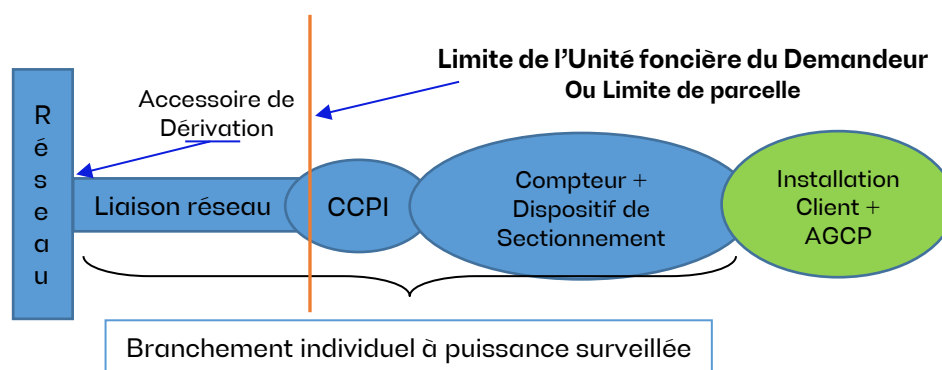 Réseau
Accessoire de
Dérivation
Limite de l'Unité foncière du Demandeur
Ou Limite de parcelle
Liaison réseau
CCPI
Compteur +
Dispositif de
Sectionnement
Installation
Client +
AGCP
Branchement individuel à puissance surveillée